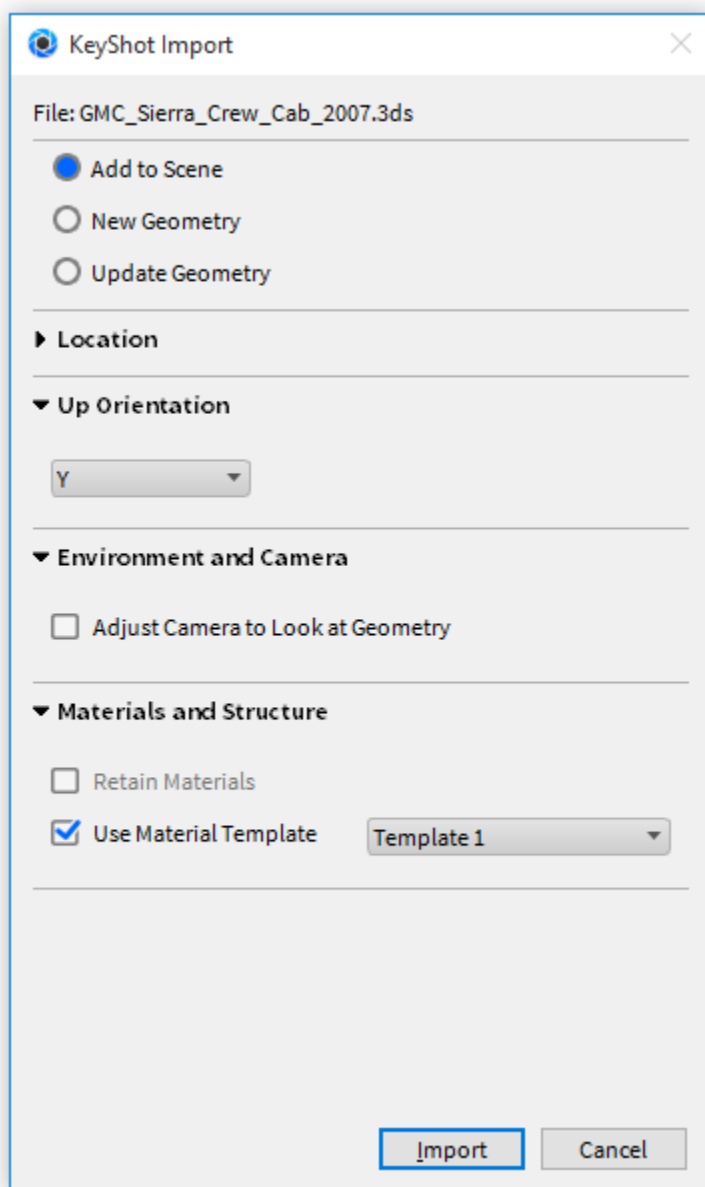 KeyShot Import
File: GMC_Sierra_Crew_Cab_2007.3ds
Add to Scene
New Geometry
Update Geometry
Location
Up Orientation
Y
Environment and Camera
Adjust Camera to Look at Geometry
Materials and Structure
Retain Materials
Use Material Template Template 1
Import Cancel